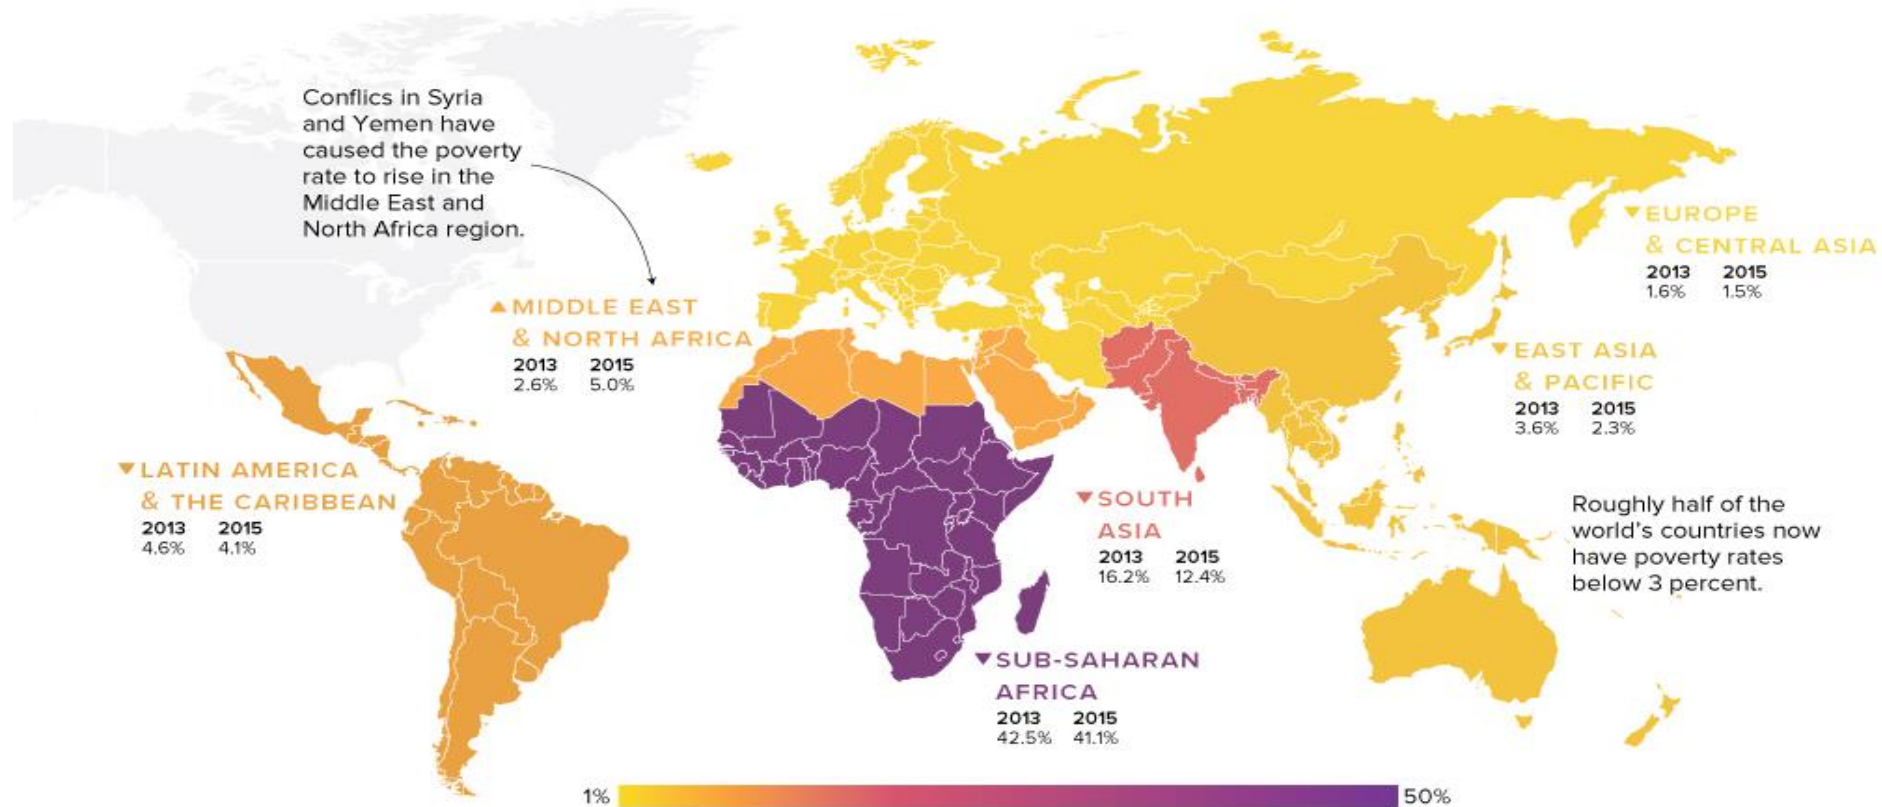 Conflics in Syria
and Yemen have
caused the poverty
rate to rise in the
Middle East and
North Africa region.
▲MIDDLE EAST
& NORTH AFRICA
2013 2015
2.6% 5.0%
▼LATIN AMERICA
& THE CARIBBEAN
2013 2015
4.6% 4.1%
▼EUROPE
& CENTRAL ASIA
2013 2015
1.6% 1.5%
▼EAST ASIA
& PACIFIC
2013 2015
3.6% 2.3%
▼SOUTH
ASIA
2013 2015
16.2% 12.4%
Roughly half of the
world's countries now
have poverty rates
below 3 percent.
▼SUB-SAHARAN
AFRICA
2013 2015
42.5% 41.1%
1% 50%